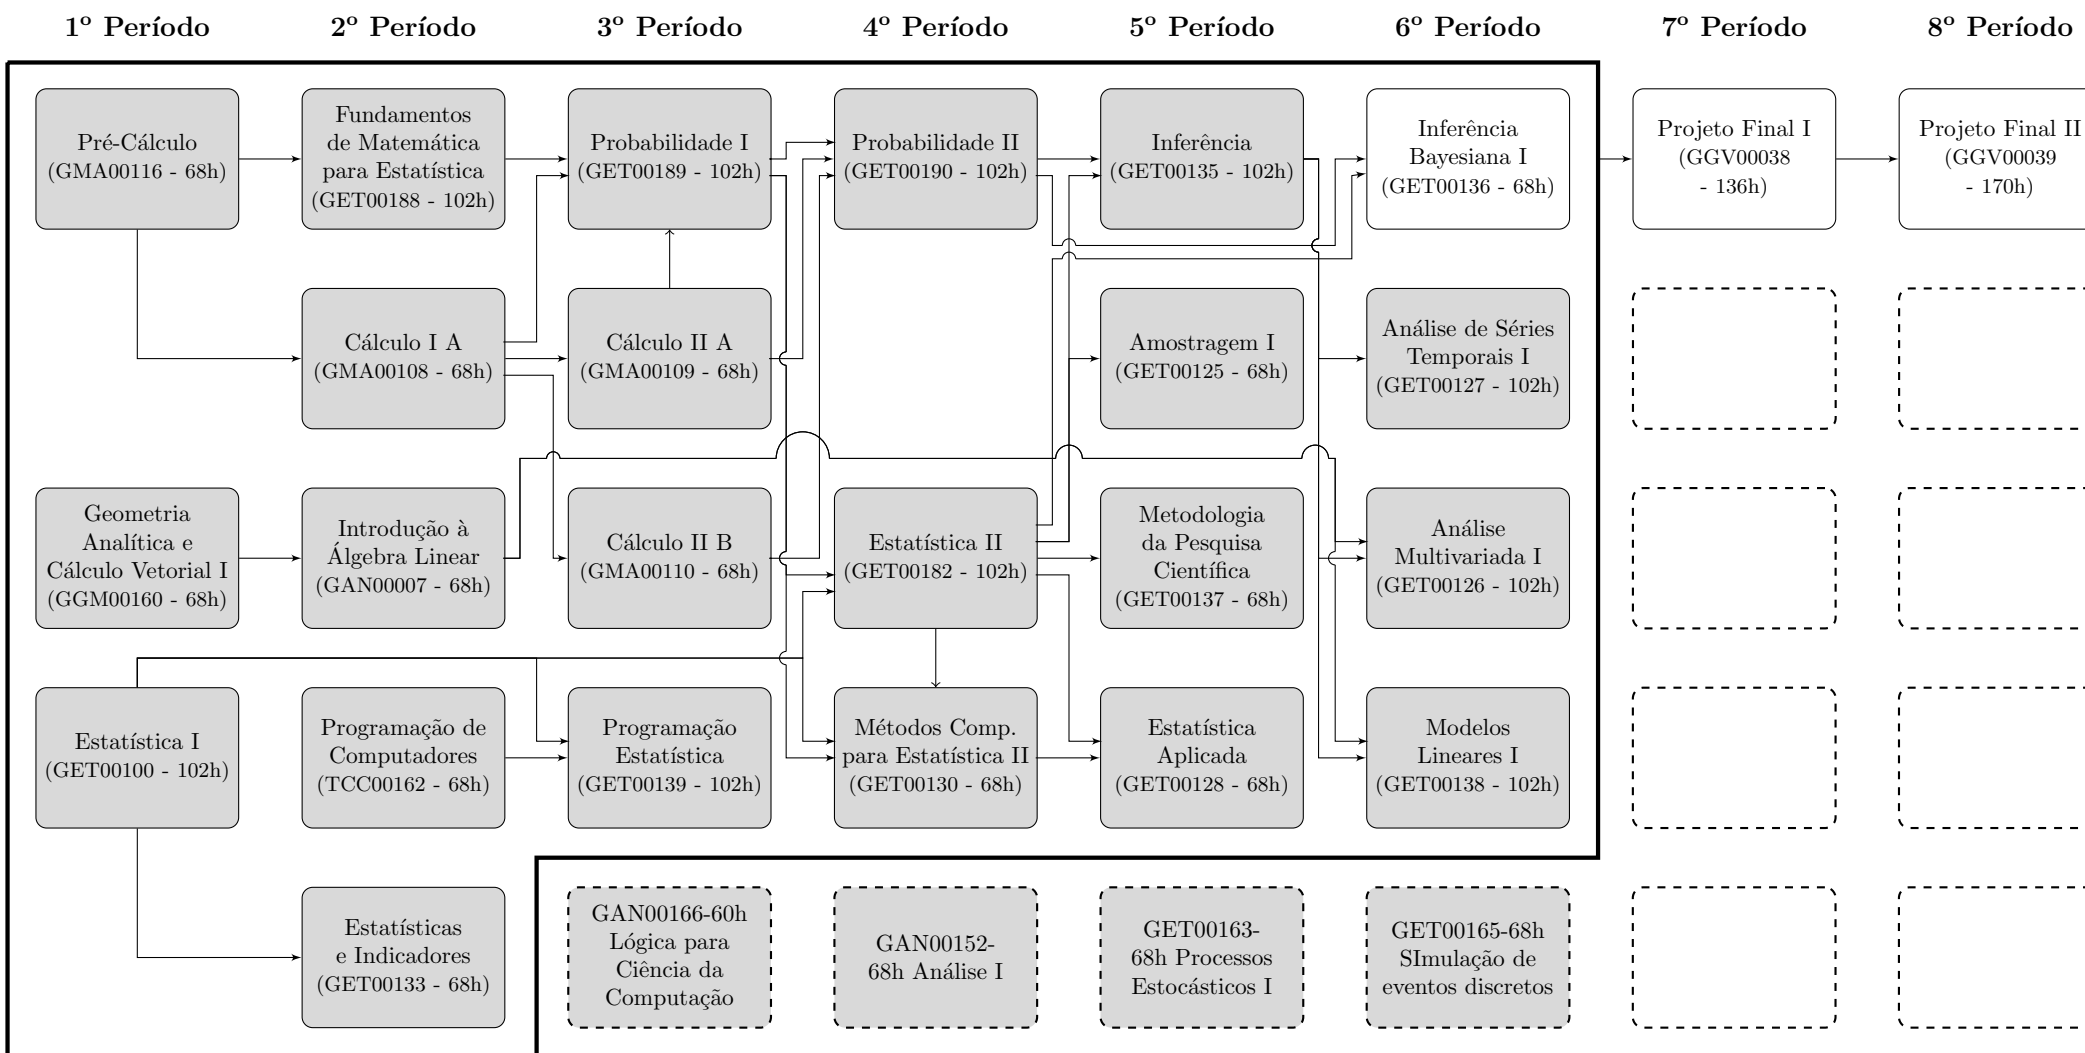 1º Período
2º Período
3º Período
4º Período
5º Período
6º Período
7º Período
8º Período
Pré-Cálculo
(GMA00116 - 68h)
Fundamentos
de Matemática
para Estatística
(GET00188 - 102h)
Probabilidade I
(GET00189 - 102h)
Probabilidade II
(GET00190 - 102h)
Inferência
(GET00135 - 102h)
Inferência
Bayesiana I
(GET00136 - 68h)
Projeto Final I
(GGV00038
- 136h)
Projeto Final II
(GGV00039
- 170h)
Cálculo I A
(GMA00108 - 68h)
Cálculo II A
(GMA00109 - 68h)
Amostragem I
(GET00125 - 68h)
Análise de Séries
Temporais I
(GET00127 - 102h)
Geometria
Analítica e
Cálculo Vetorial I
(GGM00160 - 68h)
Introdução à
Álgebra Linear
(GAN00007 - 68h)
Cálculo II B
(GMA00110 - 68h)
Estatística II
(GET00182 - 102h)
Metodologia
da Pesquisa
Científica
(GET00137 - 68h)
Análise
Multivariada I
(GET00126 - 102h)
Estatística I
(GET00100 - 102h)
Programação de
Computadores
(TCC00162 - 68h)
Programação
Estatística
(GET00139 - 102h)
Métodos Comp.
para Estatística II
(GET00130 - 68h)
Estatística
Aplicada
(GET00128 - 68h)
Modelos
Lineares I
(GET00138 - 102h)
Estatísticas
e Indicadores
(GET00133 - 68h)
GAN00166-60h
Lógica para
Ciência da
Computação
GAN00152-
68h Análise I
GET00163-
68h Processos
Estocásticos I
GET00165-68h
SImulação de
eventos discretos